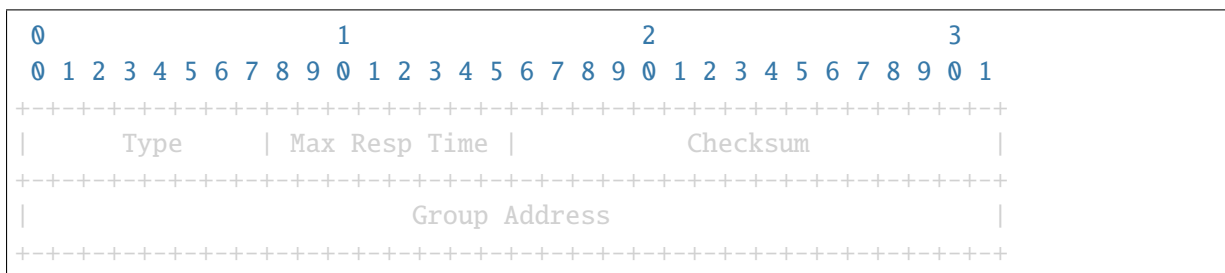 0                   1                   2                   3
 0 1 2 3 4 5 6 7 8 9 0 1 2 3 4 5 6 7 8 9 0 1 2 3 4 5 6 7 8 9 0 1
+-+-+-+-+-+-+-+-+-+-+-+-+-+-+-+-+-+-+-+-+-+-+-+-+-+-+-+-+-+-+-+-+
|      Type     | Max Resp Time |           Checksum            |
+-+-+-+-+-+-+-+-+-+-+-+-+-+-+-+-+-+-+-+-+-+-+-+-+-+-+-+-+-+-+-+-+
|                         Group Address                         |
+-+-+-+-+-+-+-+-+-+-+-+-+-+-+-+-+-+-+-+-+-+-+-+-+-+-+-+-+-+-+-+-+